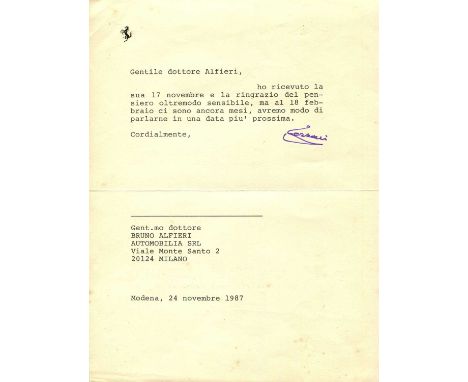 Gentile dottore Alfieri,
ho ricevuto la
sua 17 novembre e la ringrazio del pen-
siero oltremodo sensibile, ma al 18 feb-
braio ci sono ancora mesi, avremo modo di
parlarne in una data piu' prossima.
Cordialmente,
Ferrari
Gent.mo dottore
BRUNO ALFIERI
AUTOMOBILIA SRL
Viale Monte Santo 2
20124 MILANO
Modena, 24 novembre 1987